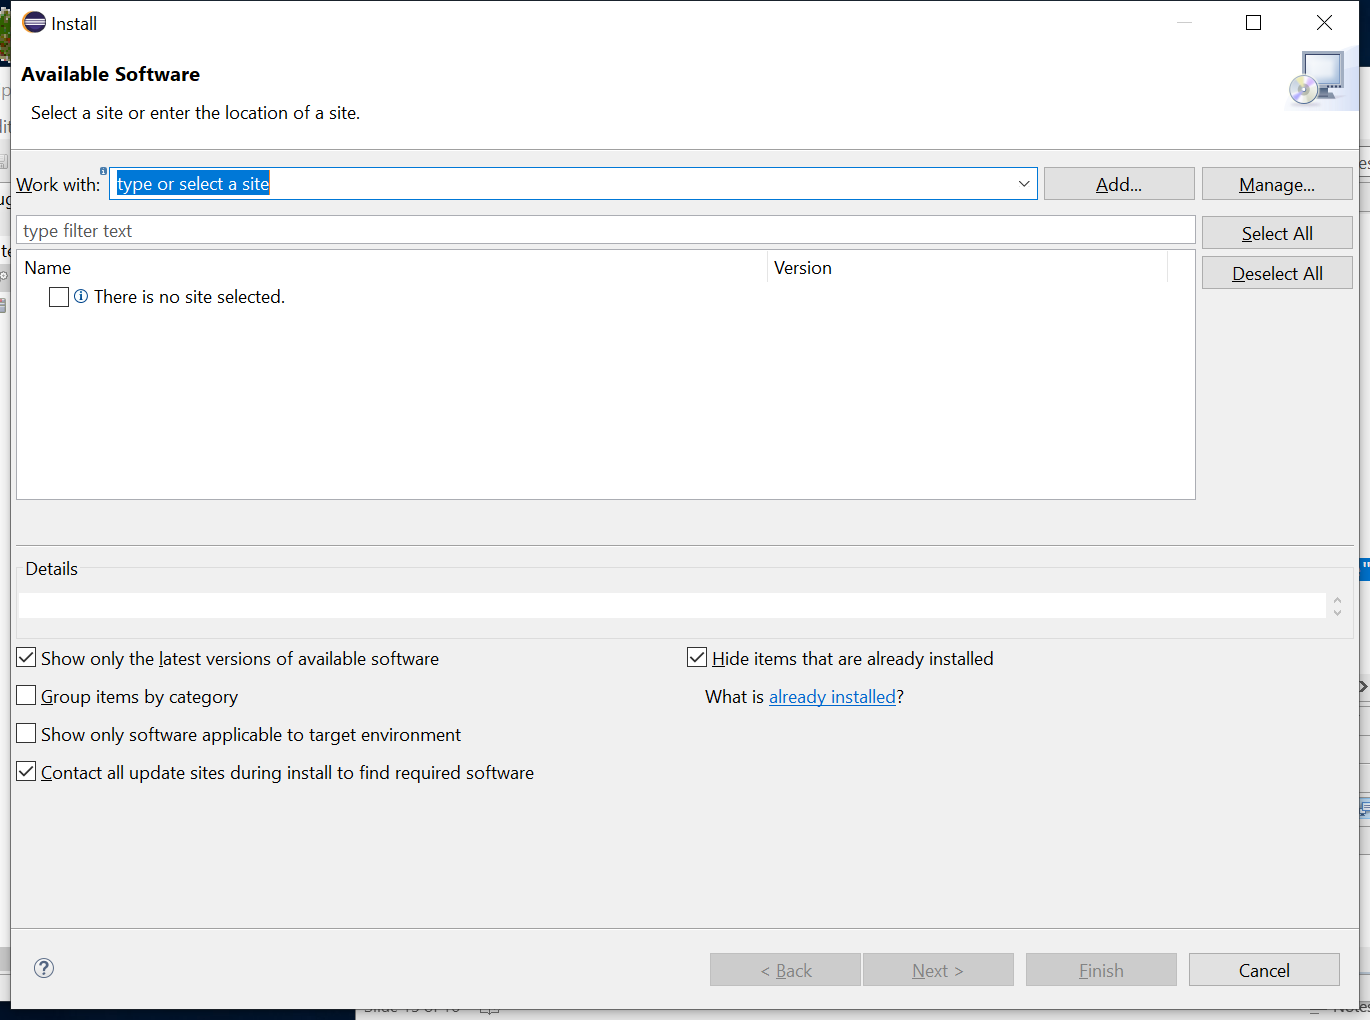 Install
Available Software
Select a site or enter the location of a site.
Work with: type or select a site Add... Manage...
type filter text Select All
Deselect All
Name Version
There is no site selected.
Details
Show only the latest versions of available software Hide items that are already installed
Group items by category What is already installed?
Show only software applicable to target environment
Contact all update sites during install to find required software
< Back Next > Finish Cancel